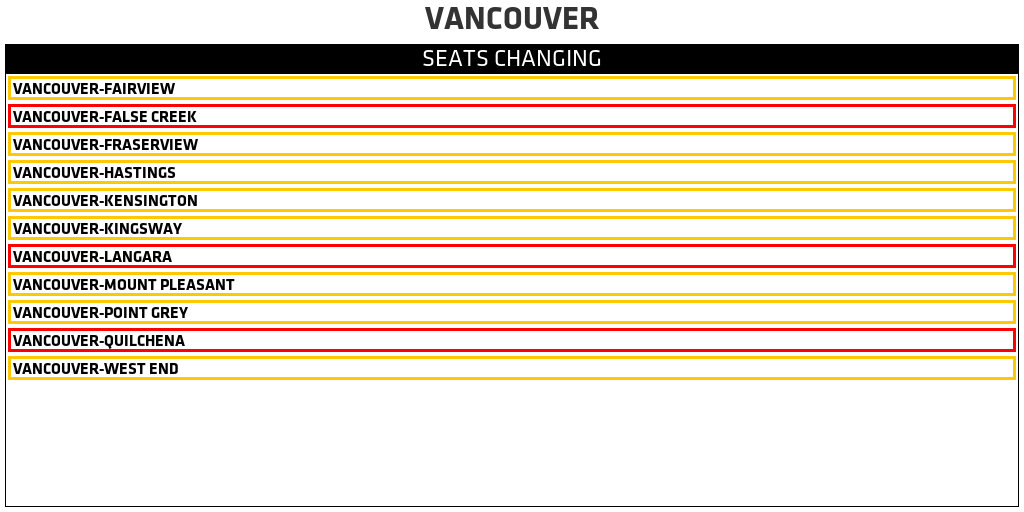 VANCOUVER
SEATS CHANGING
VANCOUVER-FAIRVIEW
VANCOUVER-FALSE CREEK
VANCOUVER-FRASERVIEW
VANCOUVER-HASTINGS
VANCOUVER-KENSINGTON
VANCOUVER-KINGSWAY
VANCOUVER-LANGARA
VANCOUVER-MOUNT PLEASANT
VANCOUVER-POINT GREY
VANCOUVER-QUILCHENA
VANCOUVER-WEST END